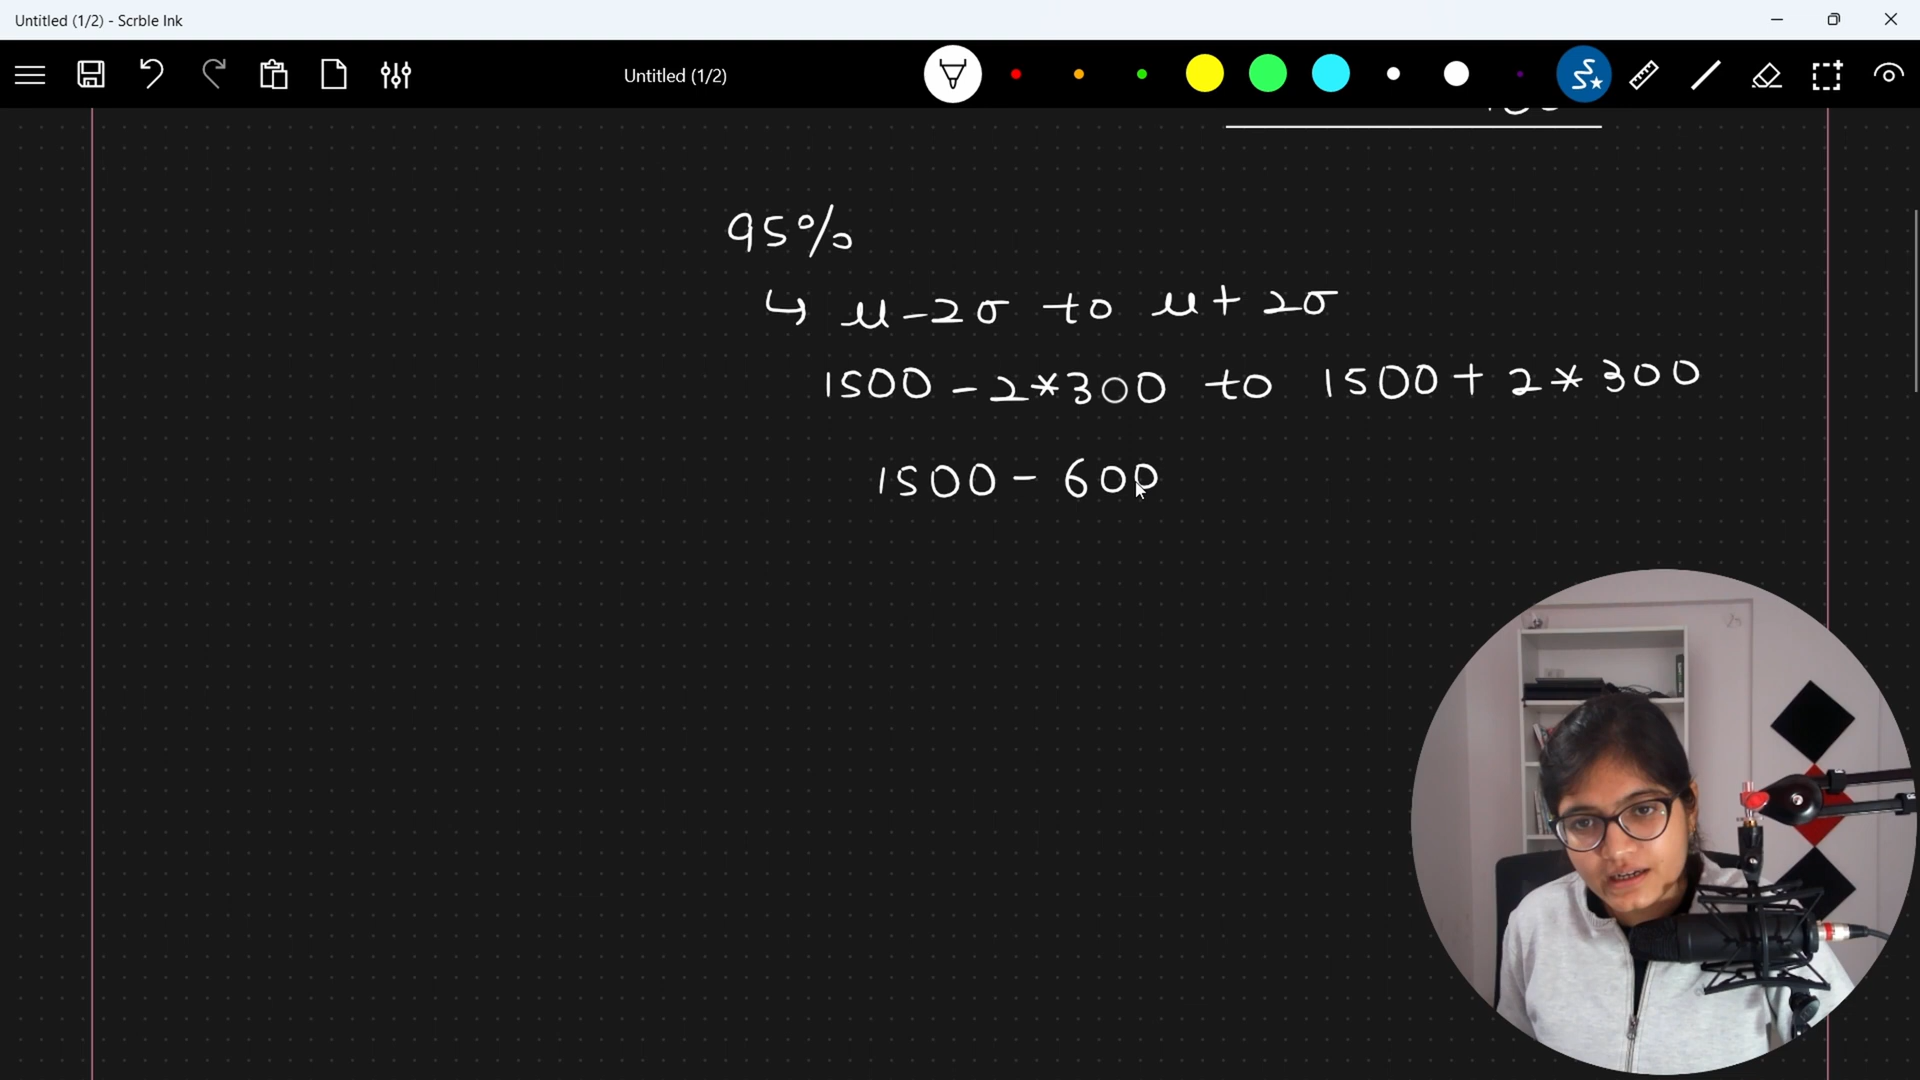 Untitled (1/2) - Scrble Ink
Untitled (1/2)
95%
↳ μ-2σ to μ+ 2σ
1500 - 2*300 to 1500 + 2* 300
1500 - 600